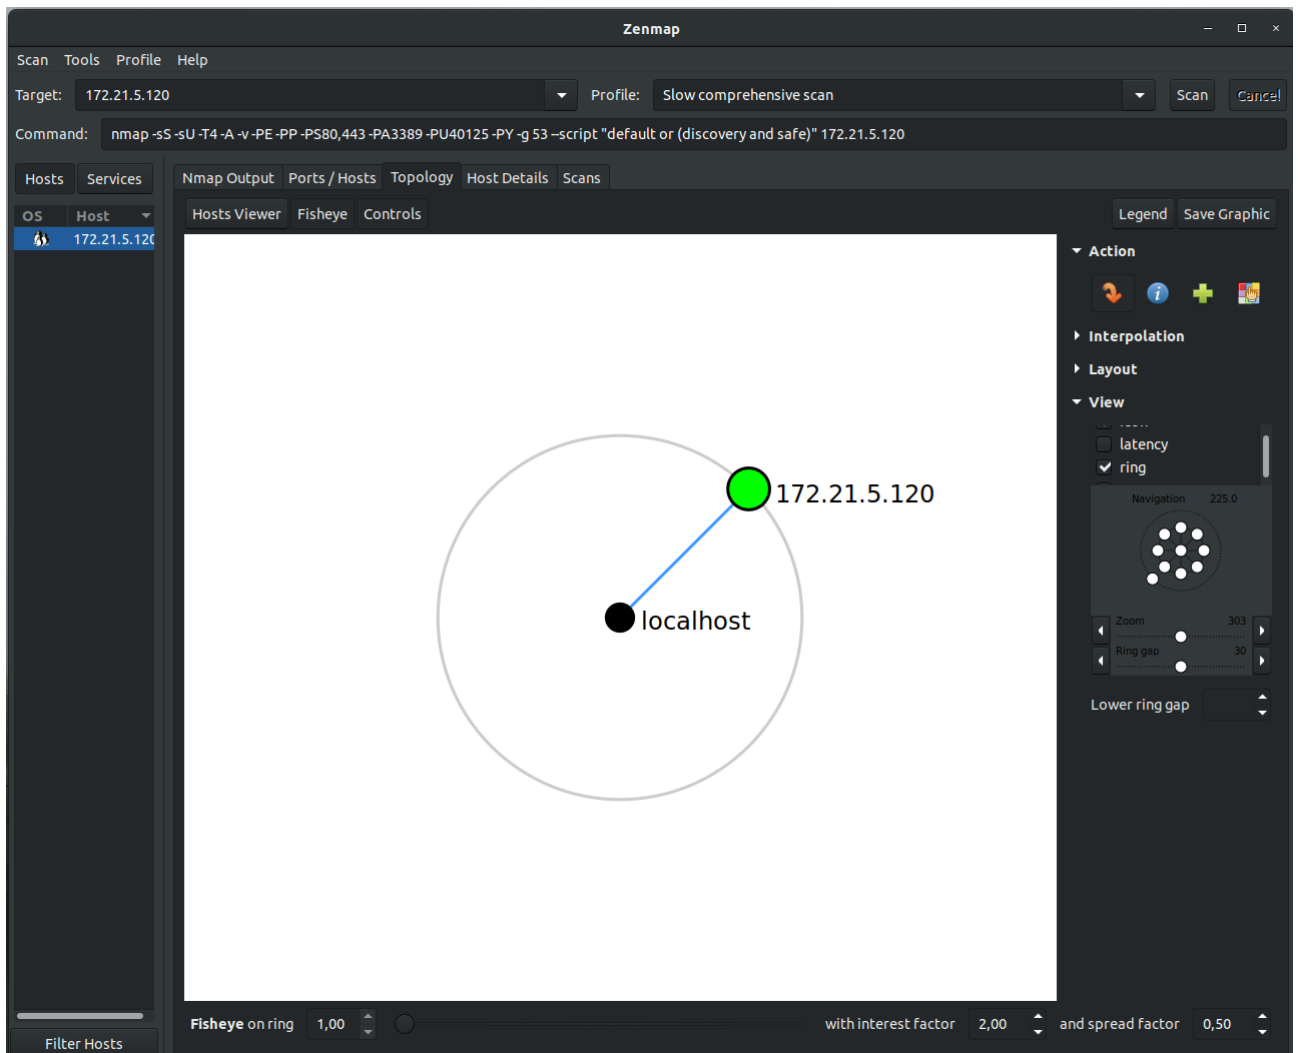 Zenmap
Scan Tools Profile Help
Target: 172.21.5.120 Profile: Slow comprehensive scan Scan Cancel
Command: nmap -sS -sU -T4 -A -v -PE -PP -PS80,443 -PA3389 -PU40125 -PY -g 53 --script "default or (discovery and safe)" 172.21.5.120
Hosts Services Nmap Output Ports / Hosts Topology Host Details Scans
OS Host Hosts Viewer Fisheye Controls Legend Save Graphic
172.21.5.120
Action
Interpolation
Layout
View
latency
ring
Navigation 225.0
172.21.5.120
localhost
Zoom 303
Ring gap 30
Lower ring gap
Fisheye on ring 1,00 with interest factor 2,00 and spread factor 0,50
Filter Hosts